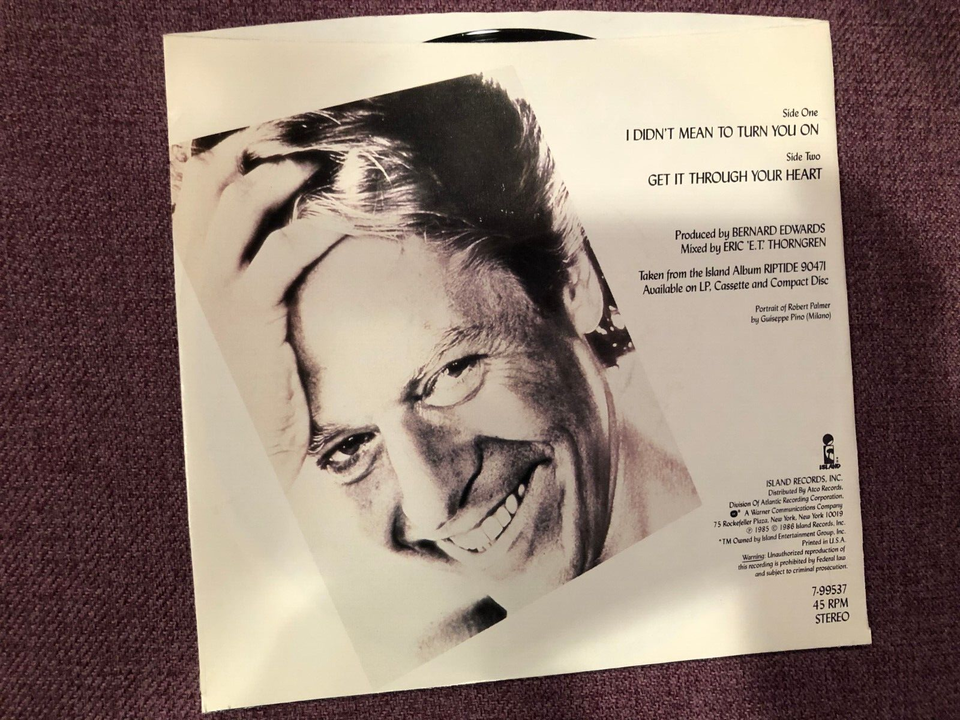 Side One
I DIDN'T MEAN TO TURN YOU ON
Side Two
GET IT THROUGH YOUR HEART
Produced by BERNARD EDWARDS
Mixed by ERIC 'E.T.' THORNGREN
Taken from the Island Album RIPTIDE 90471
Available on LP, Cassette and Compact Disc
Portrait of Robert Palmer
by Guiseppe Pino (Milano)
ISLAND
ISLAND RECORDS, INC.
Distributed By Atco Records,
Division Of Atlantic Recording Corporation.
A Warner Communications Company
75 Rockefeller Plaza, New York, New York 10019
℗ 1985 © 1986 Island Records, Inc.
*TM Owned by Island Entertainment Group, Inc.
Printed in U.S.A.
Warning: Unauthorized reproduction of
this recording is prohibited by Federal law
and subject to criminal prosecution.
7-99537
45 RPM
STEREO